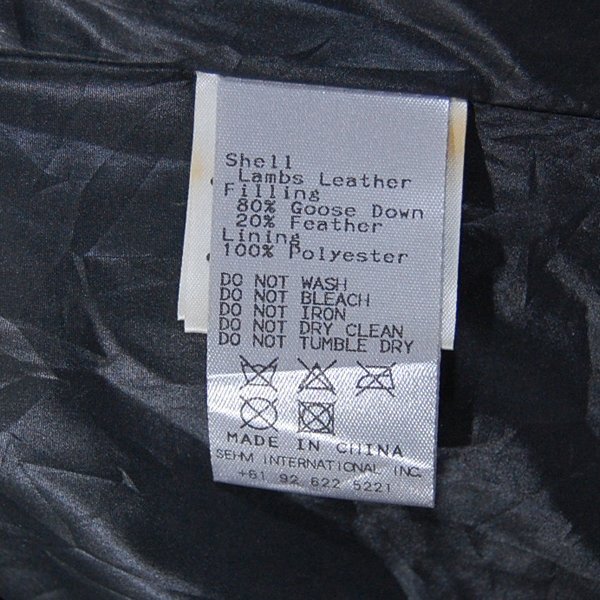 Shell
Lambs Leather
Filling
80% Goose Down
20% Feather
Lining
100% Polyester
DO NOT WASH
DO NOT BLEACH
DO NOT IRON
DO NOT DRY CLEAN
DO NOT TUMBLE DRY
MADE IN CHINA
SEHM INTERNATIONAL INC.
+61 92 622 5221